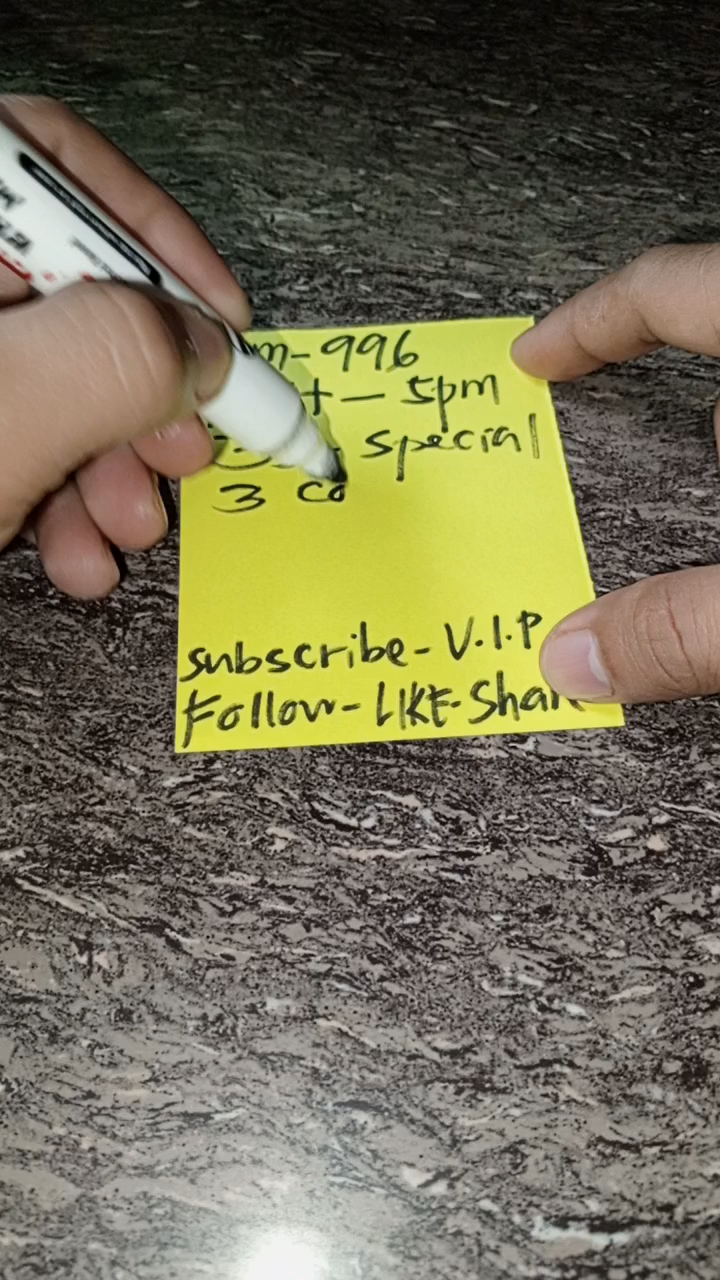 m-996
t - 5pm
special
3 co
subscribe- V.I.P
Follow-LIKE-Shar